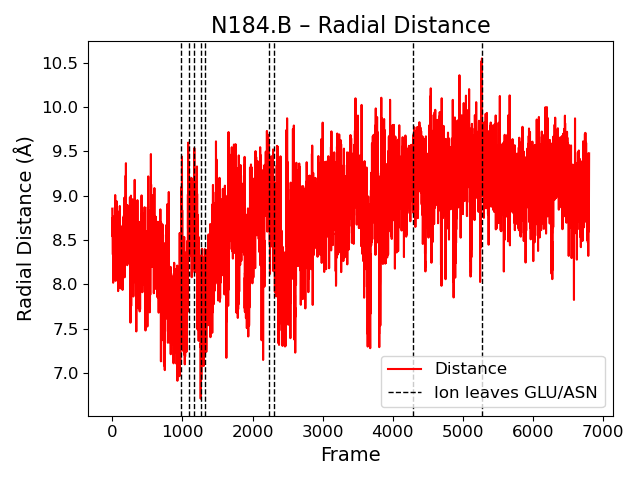 N184.B – Radial Distance
10.5
10.0
9.5
9.0
8.5
8.0
7.5
7.0
Radial Distance (Å)
Distance
Ion leaves GLU/ASN
0 1000 2000 3000 4000 5000 6000 7000
Frame